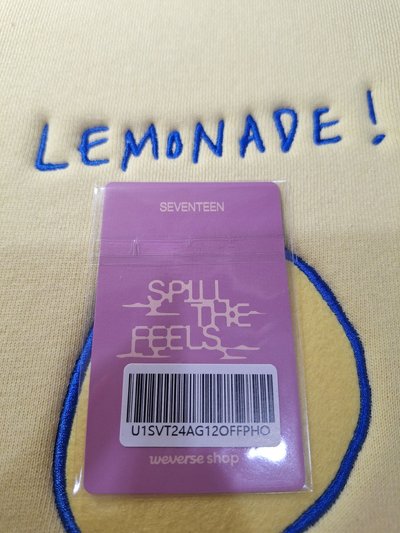 LEMONADE!
SEVENTEEN
SPILL
THE
FEELS
U1SVT24AG12OFFPHO
weverse shop